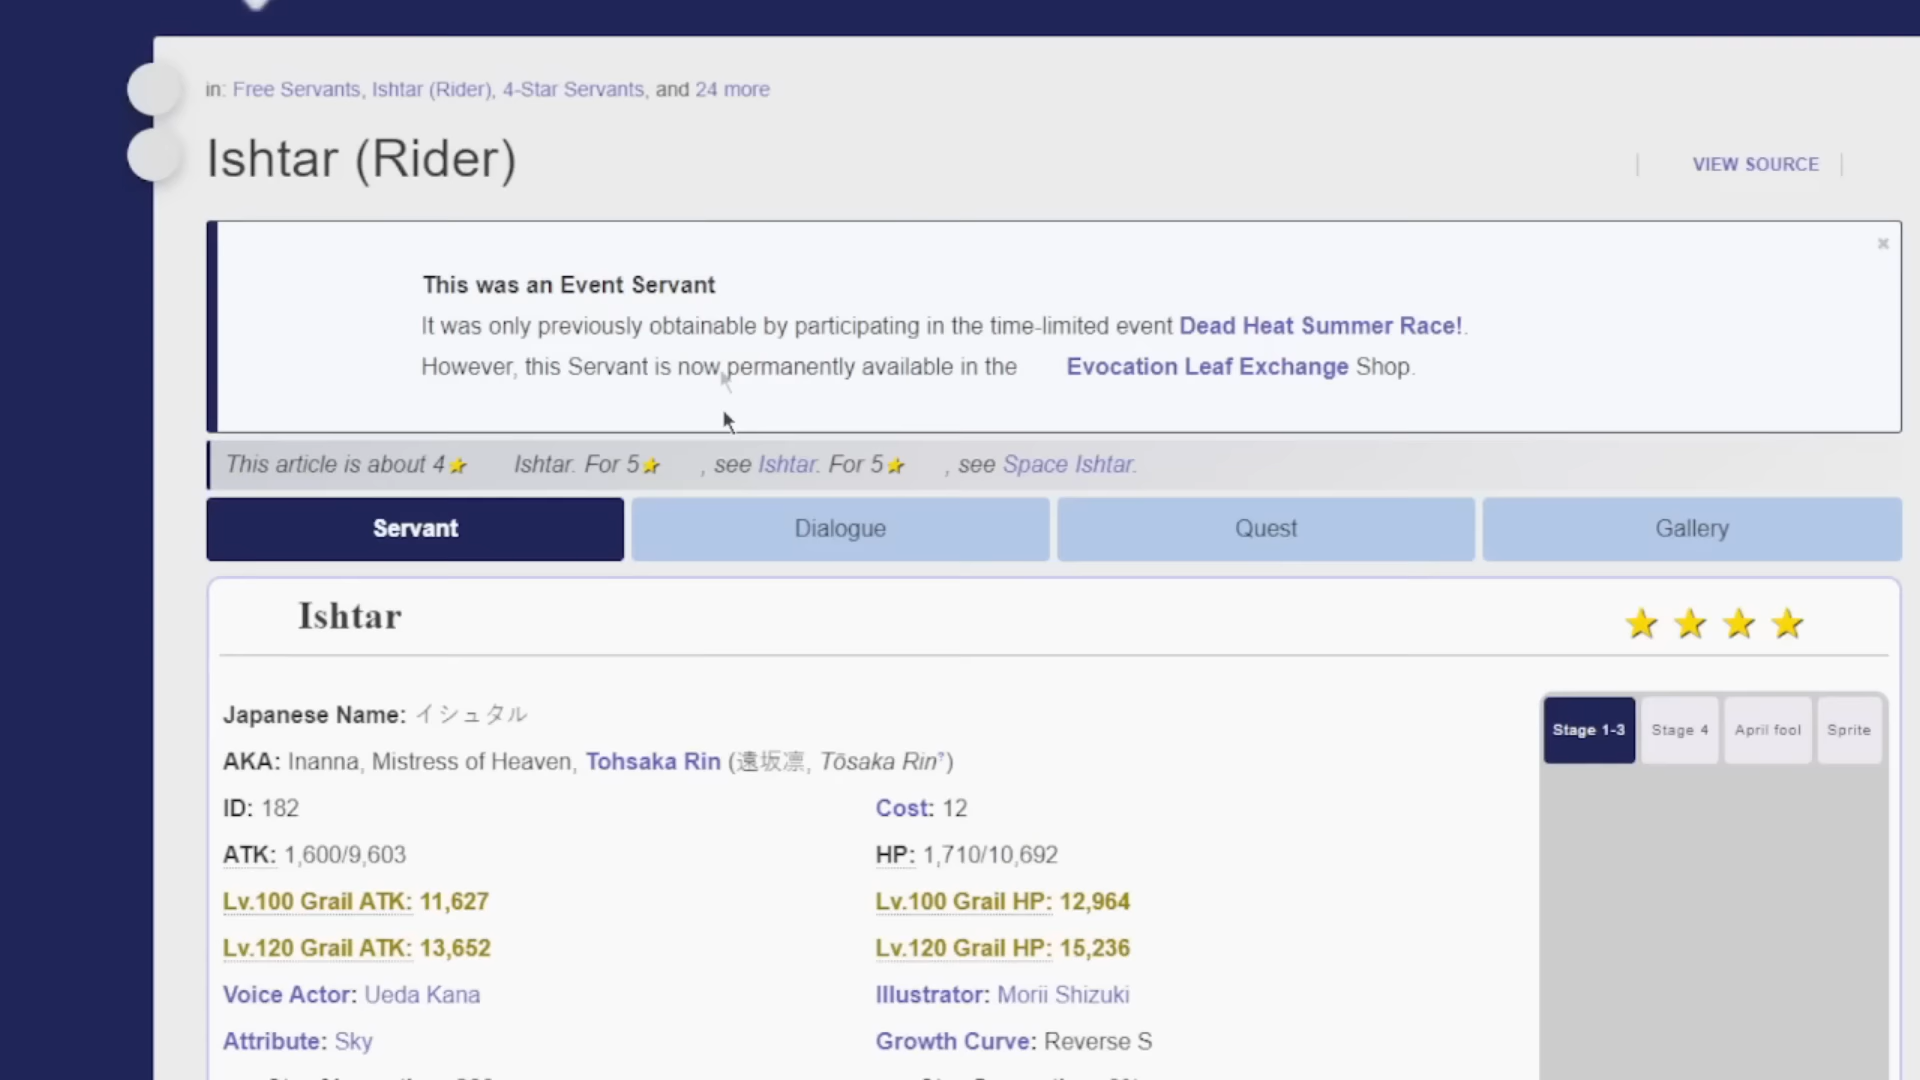 in: Free Servants, Ishtar (Rider), 4-Star Servants, and 24 more
Ishtar (Rider)
VIEW SOURCE
This was an Event Servant
It was only previously obtainable by participating in the time-limited event Dead Heat Summer Race!.
However, this Servant is now permanently available in the Evocation Leaf Exchange Shop.
This article is about 4⭐ Ishtar. For 5⭐ , see Ishtar. For 5⭐ , see Space Ishtar.
Servant
Dialogue
Quest
Gallery
Ishtar
Japanese Name: イシュタル
Stage 1-3
Stage 4
April fool
Sprite
AKA: Inanna, Mistress of Heaven, Tohsaka Rin (遠坂凛, Tōsaka Rin?)
ID: 182
Cost: 12
ATK: 1,600/9,603
HP: 1,710/10,692
Lv.100 Grail ATK: 11,627
Lv.100 Grail HP: 12,964
Lv.120 Grail ATK: 13,652
Lv.120 Grail HP: 15,236
Voice Actor: Ueda Kana
Illustrator: Morii Shizuki
Attribute: Sky
Growth Curve: Reverse S